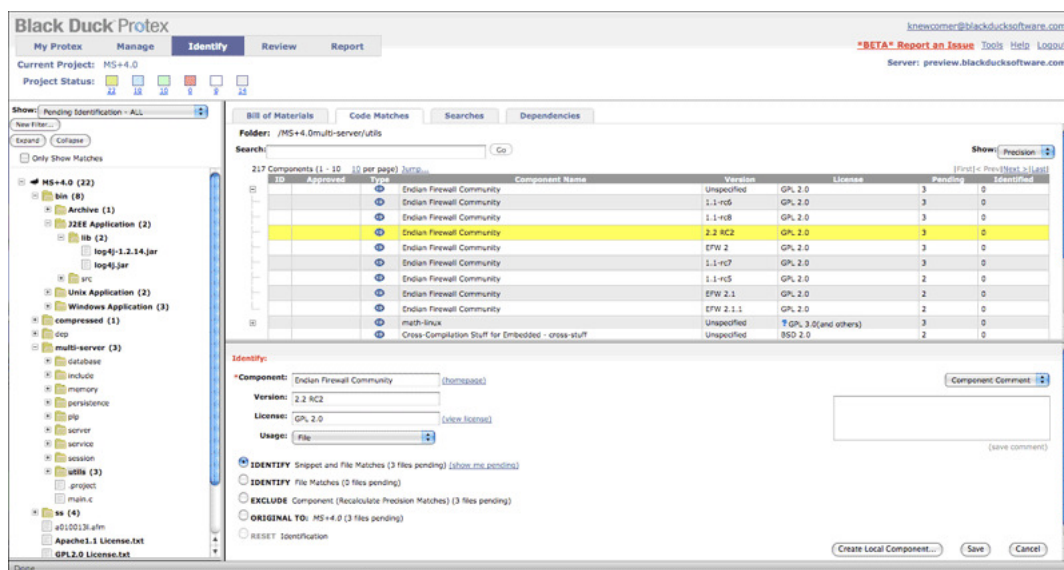 Black Duck Protex
knewcomer@blackducksoftware.com
My Protex Manage Identify Review Report
*BETA* Report an Issue Tools Help Logout
Current Project: MS+4.0
Server: preview.blackducksoftware.com
Project Status:
22
Show: Pending Identification - ALL
New Filter...
Expand Collapse
Only Show Matches
MS+4.0 (22)
bin (8)
Archive (1)
J2EE Application (2)
lib (2)
log4j-1.2.14.jar
log4j.jar
src
Unix Application (2)
Windows Application (3)
compressed (1)
dep
multi-server (3)
database
include
memory
persistence
plp
server
service
session
utils (3)
.project
main.c
ss (4)
a010013l.afm
Apache1.1 License.txt
GPL2.0 License.txt
Bill of Materials Code Matches Searches Dependencies
Folder: /MS+4.0multi-server/utils
Search: Go Show: Precision
217 Components (1 - 10 10 per page) Jump... |First|< Prev|Next >|Last|
ID Approved Type Component Name Version License Pending Identified
Endian Firewall Community Unspecified GPL 2.0 3 0
Endian Firewall Community 1.1-rc6 GPL 2.0 3 0
Endian Firewall Community 1.1-rc8 GPL 2.0 3 0
Endian Firewall Community 2.2 RC2 GPL 2.0 3 0
Endian Firewall Community EFW 2 GPL 2.0 3 0
Endian Firewall Community 1.1-rc7 GPL 2.0 3 0
Endian Firewall Community 1.1-rc5 GPL 2.0 2 0
Endian Firewall Community EFW 2.1 GPL 2.0 2 0
Endian Firewall Community EFW 2.1.1 GPL 2.0 2 0
math-linux Unspecified ?GPL 3.0(and others) 3 0
Cross-Compilation Stuff for Embedded - cross-stuff Unspecified BSD 2.0 2 0
Identify:
*Component: Endian Firewall Community (homepage) Component Comment
Version: 2.2 RC2
License: GPL 2.0 (view license)
Usage: File
(save comment)
IDENTIFY Snippet and File Matches (3 files pending) (show me pending)
IDENTIFY File Matches (0 files pending)
EXCLUDE Component (Recalculate Precision Matches) (3 files pending)
ORIGINAL TO: MS+4.0 (3 files pending)
RESET Identification
Create Local Component... Save Cancel
Done